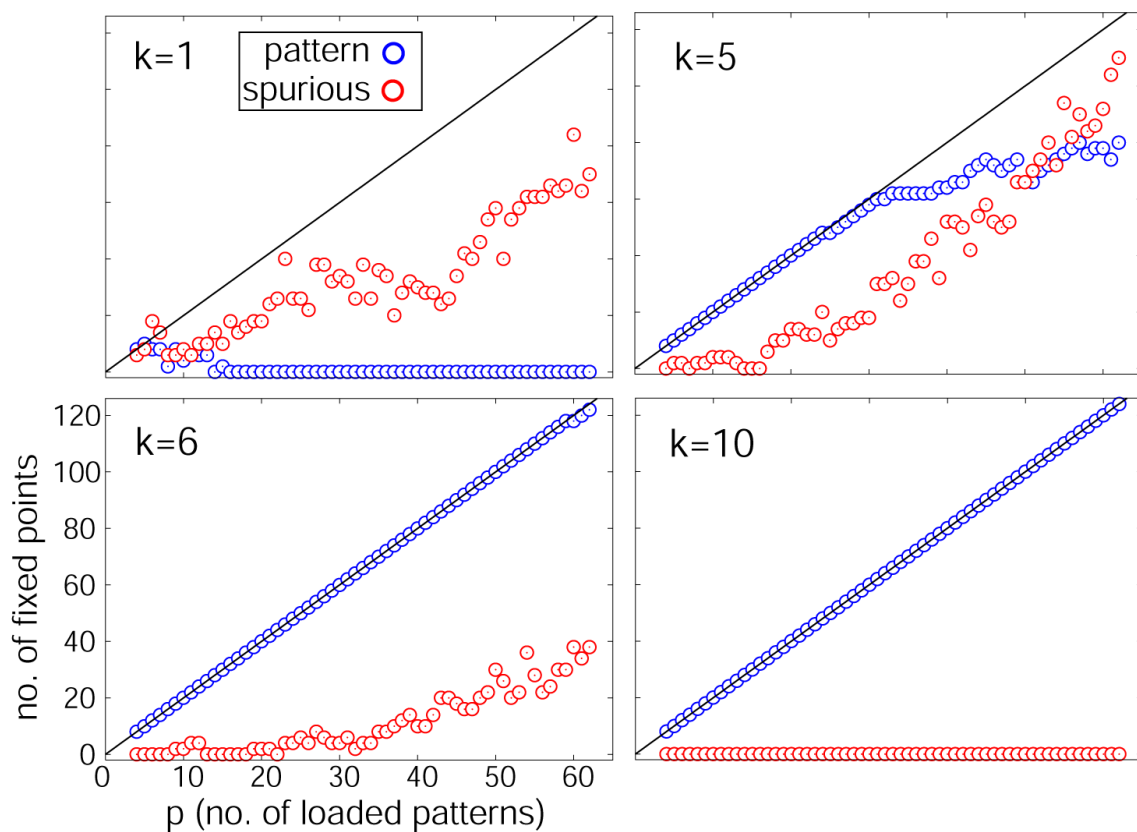 k=1
pattern
spurious
k=5
k=6
k=10
no. of fixed points
120
100
80
60
40
20
0
0 10 20 30 40 50 60
p (no. of loaded patterns)